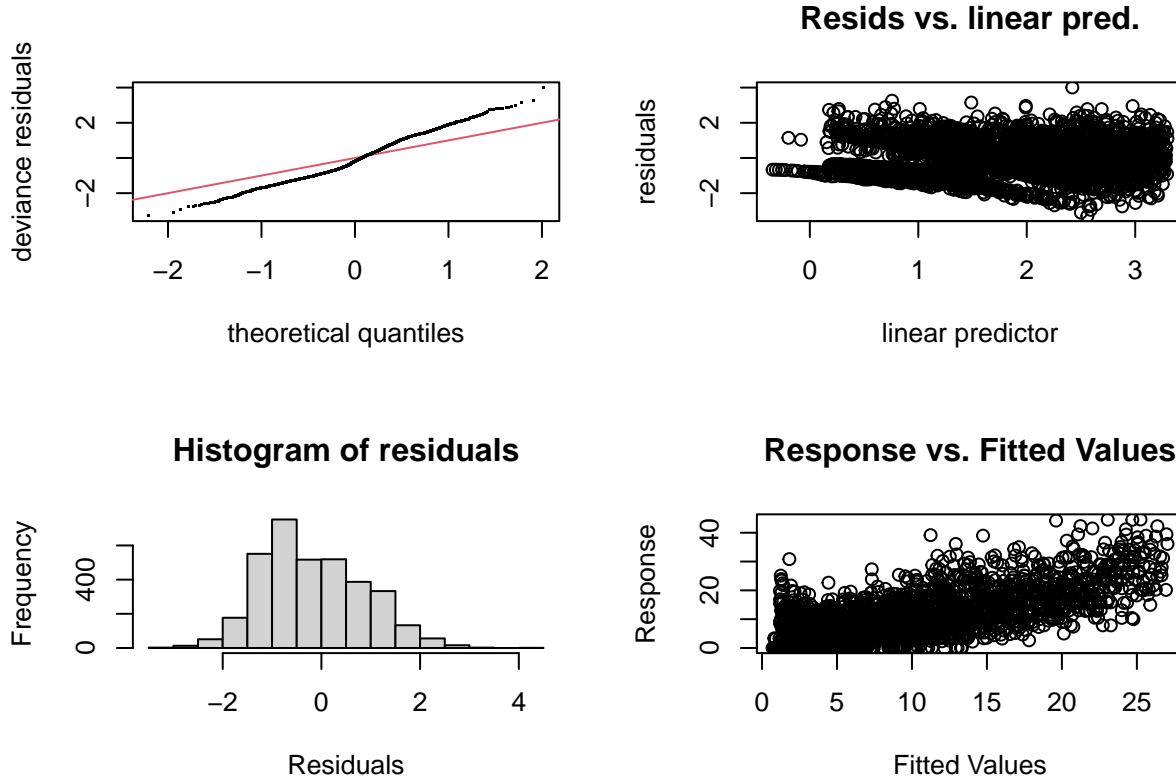 deviance residuals
2
−2
−2 −1 0 1 2
theoretical quantiles
Resids vs. linear pred.
residuals
2
−2
0 1 2 3
linear predictor
Histogram of residuals
Frequency
400
0
−2 0 2 4
Residuals
Response vs. Fitted Values
Response
40
20
0
0 5 10 15 20 25
Fitted Values